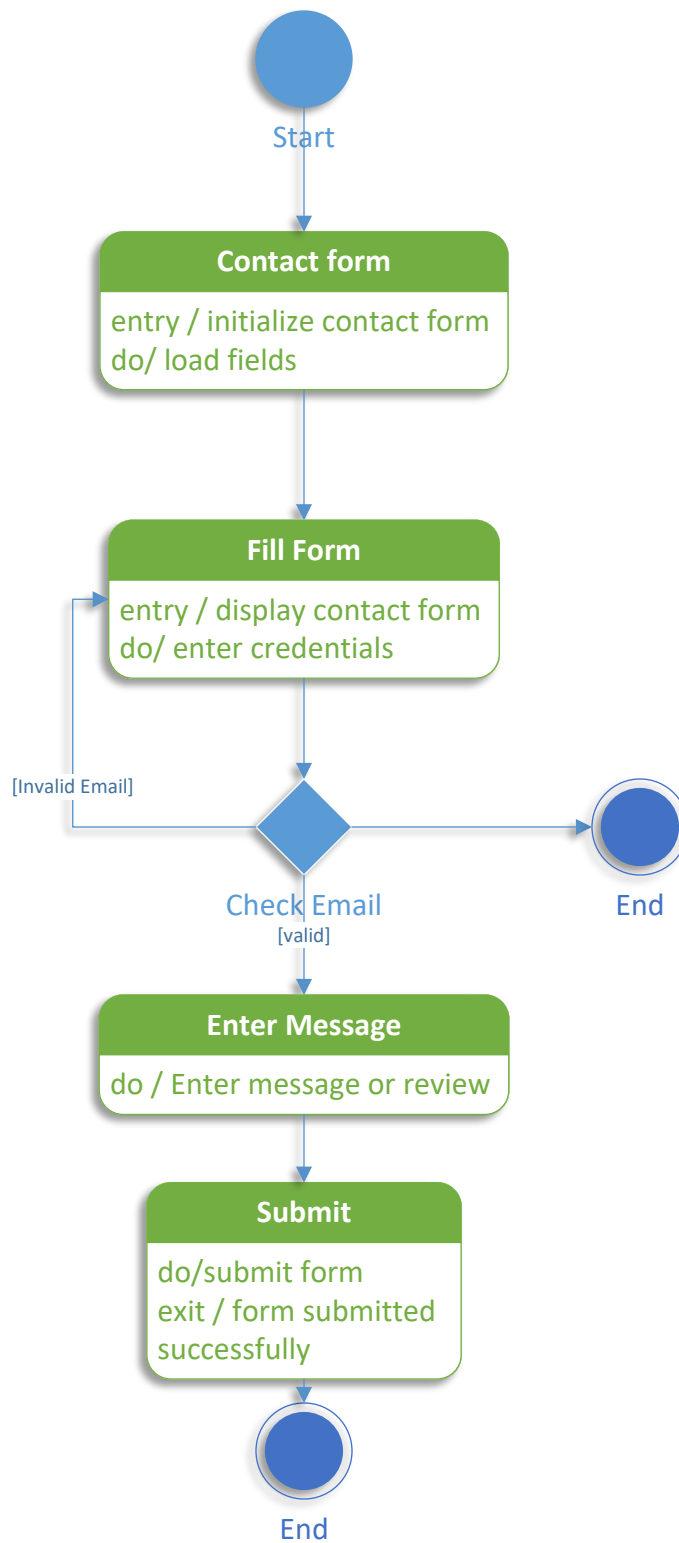 Start
Contact form
entry / initialize contact form
do/ load fields
Fill Form
entry / display contact form
do/ enter credentials
[Invalid Email]
Check Email
End
[valid]
Enter Message
do / Enter message or review
Submit
do/submit form
exit / form submitted
successfully
End